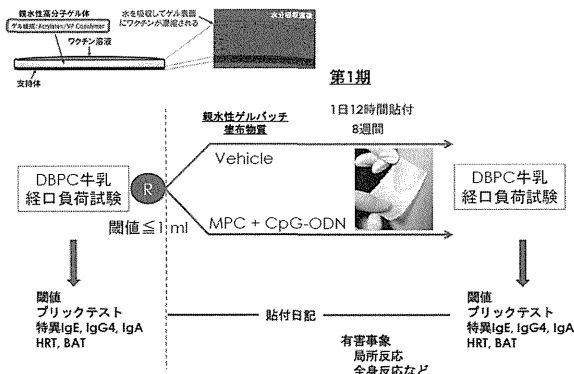 親水性高分子ゲル体
ゲル組成：Acrylates/VP Copolymer
ワクチン溶液
支持体
水を吸収してゲル表面
にワクチンが濃縮される
水分吸収直後
第1期
親水性ゲルパッチ
塗布物質
1日12時間貼付
8週間
Vehicle
DBPC牛乳
経口負荷試験
R
閾値≦1 ml
MPC + CpG-ODN
DBPC牛乳
経口負荷試験
閾値
プリックテスト
特異IgE, IgG4, IgA
HRT, BAT
貼付日記
有害事象
局所反応
全身反応など
閾値
プリックテスト
特異IgE, IgG4, IgA
HRT, BAT